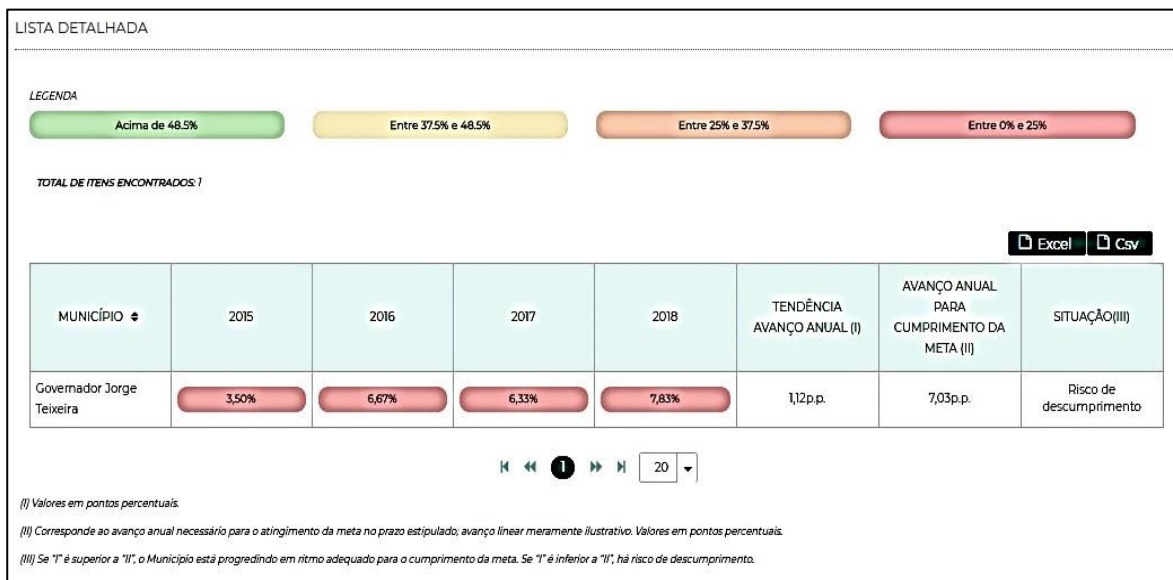 LISTA DETALHADA
LEGENDA
Acima de 48.5%
Entre 37.5% e 48.5%
Entre 25% e 37.5%
Entre 0% e 25%
TOTAL DE ITENS ENCONTRADOS: 1
Excel
Csv
MUNICÍPIO
2015
2016
2017
2018
TENDÊNCIA
AVANÇO ANUAL (I)
AVANÇO ANUAL
PARA
CUMPRIMENTO DA
META (II)
SITUAÇÃO(III)
Governador Jorge
Teixeira
3,50%
6,67%
6,33%
7,83%
1,12p.p.
7,03p.p.
Risco de
descumprimento
1
20
(I) Valores em pontos percentuais.
(II) Corresponde ao avanço anual necessário para o atingimento da meta no prazo estipulado; avanço linear meramente ilustrativo. Valores em pontos percentuais.
(III) Se "I" é superior a "II", o Município está progredindo em ritmo adequado para o cumprimento da meta. Se "I" é inferior a "II", há risco de descumprimento.